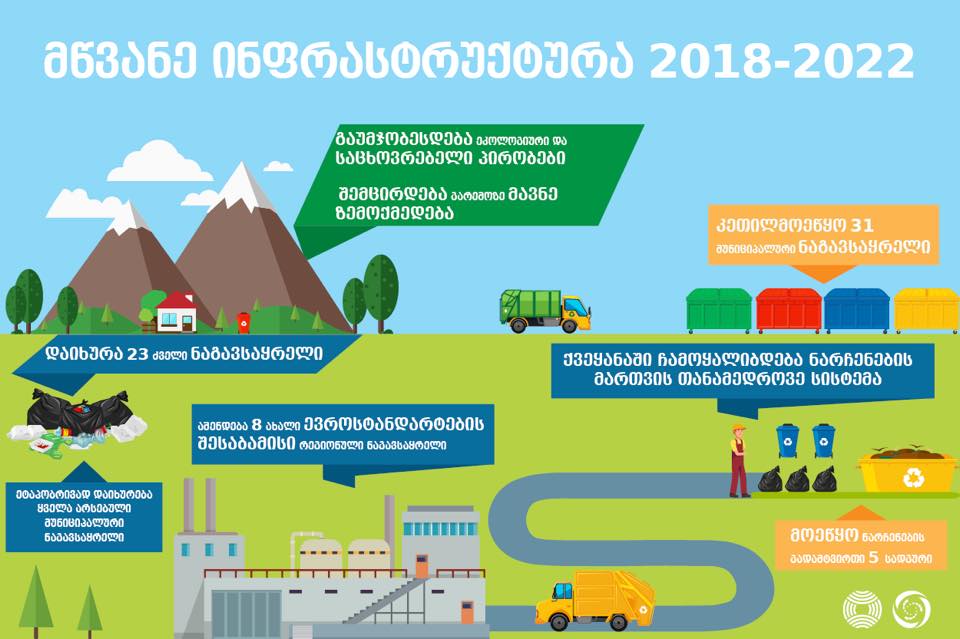 მწვანე ინფრასტრუქტურა 2018-2022
გაუმჯობესდება ეკოლოგიური და
საცხოვრებელი პირობები
შემცირდება გარემოზე მავნე
ზემოქმედება
კეთილმოეწყო 31
მუნიციპალური ნაგავსაყრელი
დაიხურა 23 ძველი ნაგავსაყრელი
ქვეყანაში ჩამოყალიბდება ნარჩენების
მართვის თანამედროვე სისტემა
აშენდება 8 ახალი ევროსტანდარტების
შესაბამისი რეგიონული ნაგავსაყრელი
ეტაპობრივად დაიხურება
ყველა არსებული
მუნიციპალური
ნაგავსაყრელი
მოეწყო ნარჩენების
გადამტვირთი 5 სადგური